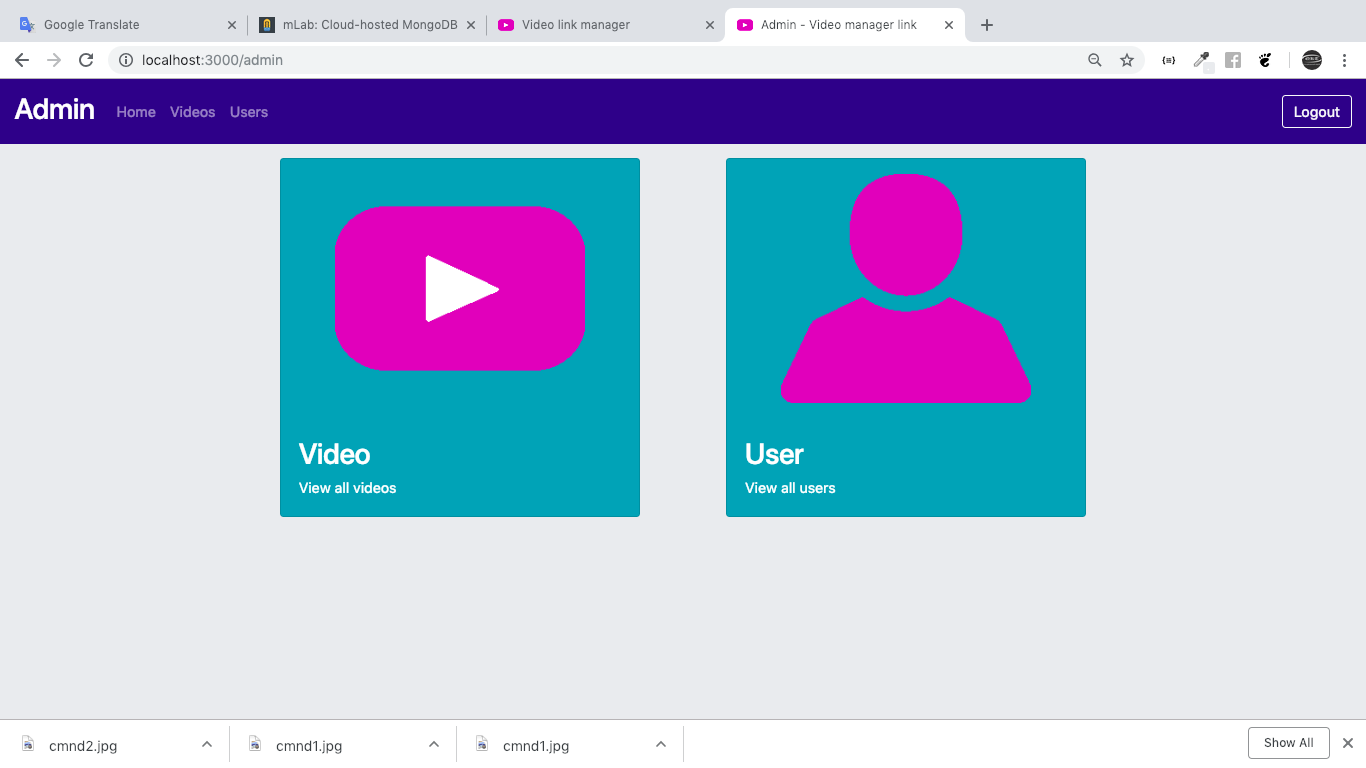 Google Translate
mLab: Cloud-hosted MongoDB
Video link manager
Admin - Video manager link
localhost:3000/admin
Admin Home Videos Users Logout
Video
View all videos
User
View all users
cmnd2.jpg
cmnd1.jpg
cmnd1.jpg
Show All